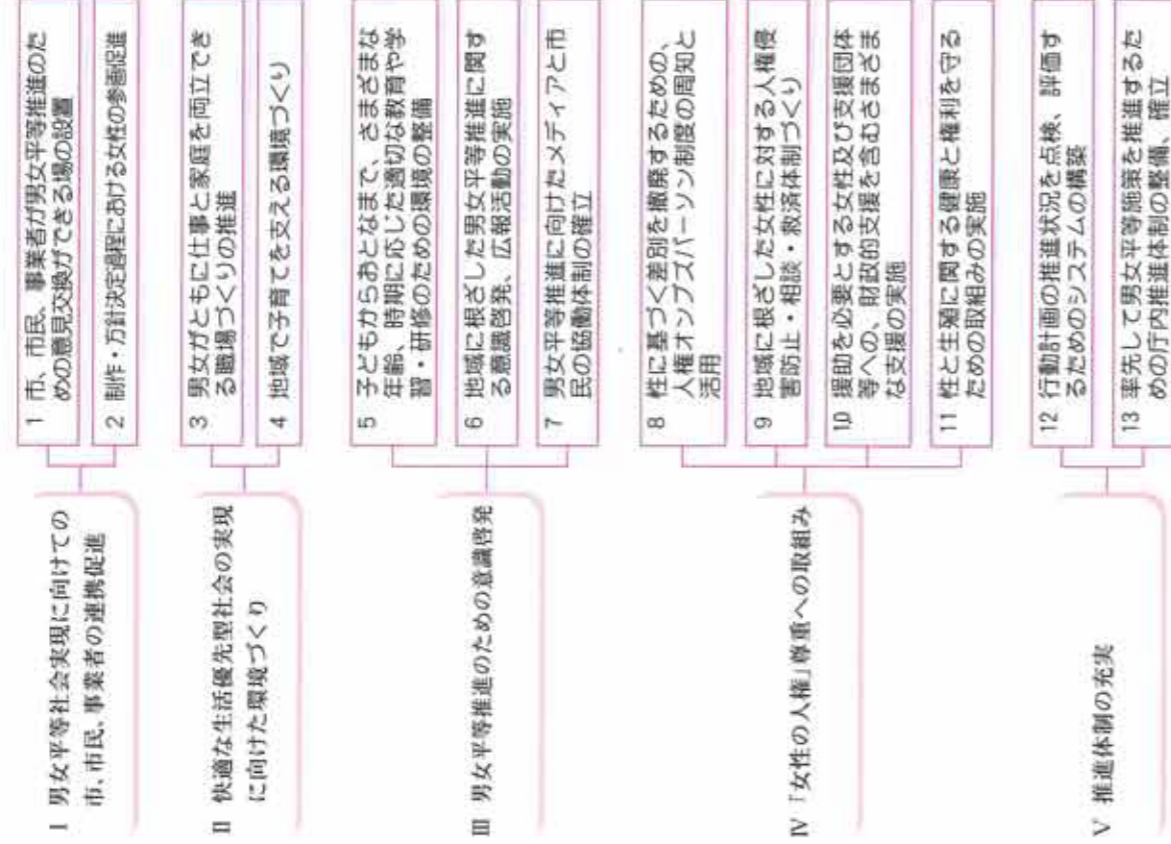 I 男女平等社会実現に向けての
市、市民、事業者の連携促進
1 市、市民、事業者が男女平等推進のた
めの意見交換ができる場の設置
2 制作・方針決定過程における女性の参画促進
II 快適な生活優先型社会の実現
に向けた環境づくり
3 男女がともに仕事と家庭を両立でき
る職場づくりの推進
4 地域で子育てを支える環境づくり
III 男女平等推進のための意識啓発
5 子どもからおとなまで、さまざまな
年齢、時期に応じた適切な教育や学
習・研修のための環境の整備
6 地域に根ざした男女平等推進に関す
る意識啓発、広報活動の実施
7 男女平等推進に向けたメディアと市
民の協働体制の確立
IV 「女性の人権」尊重への取組み
8 性に基づく差別を撤廃するための、
人権オンブズパーソン制度の周知と
活用
9 地域に根ざした女性に対する人権侵
害防止・相談・救済体制づくり
10 援助を必要とする女性及び支援団体
等への、財政的支援を含むさまざま
な支援の実施
11 性と生殖に関する健康と権利を守る
ための取組みの実施
V 推進体制の充実
12 行動計画の推進状況を点検、評価す
るためのシステムの構築
13 率先して男女平等施策を推進するた
めの庁内推進体制の整備、確立